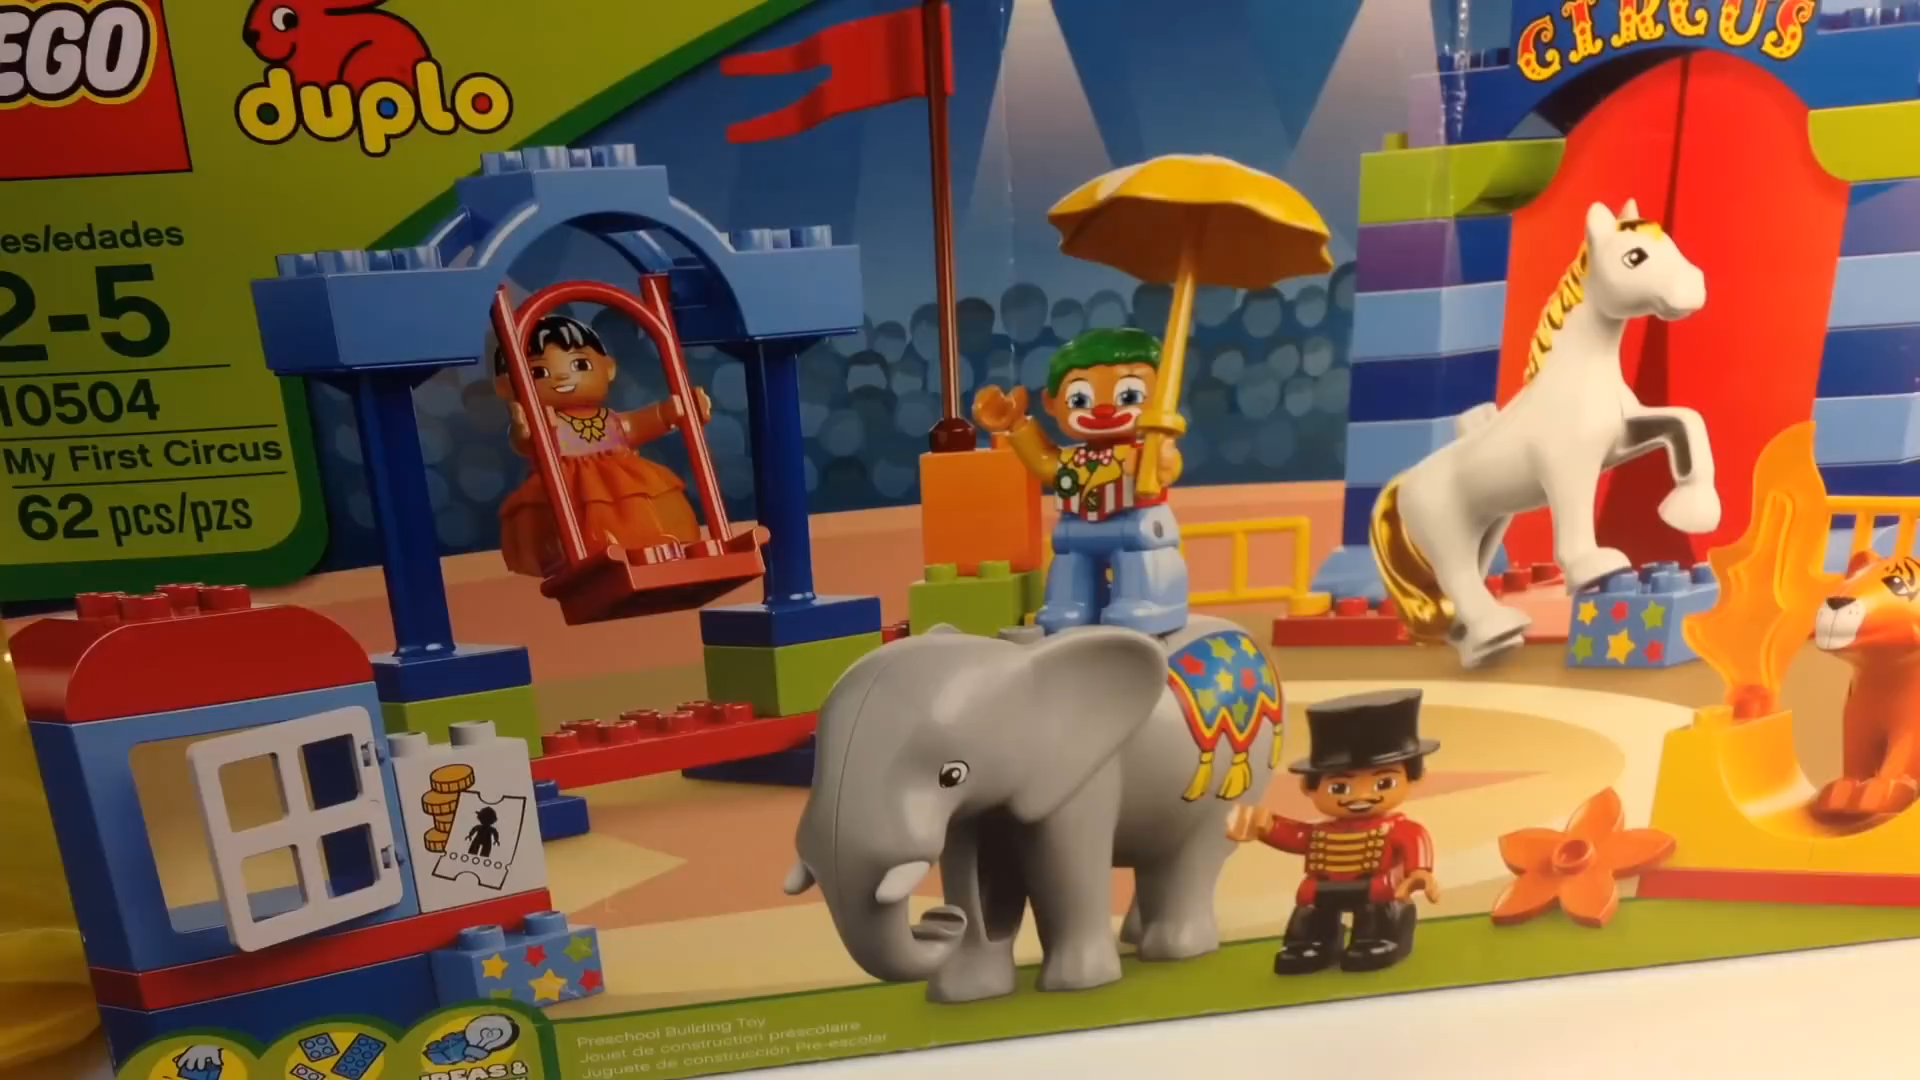 EGO
duplo
CIRCUS
es/edades
2-5
10504
My First Circus
62 pcs/pzs
Preschool Building Toy
Jouet de construction préscolaire
Juguete de construcción Pre-escolar
IDEAS &